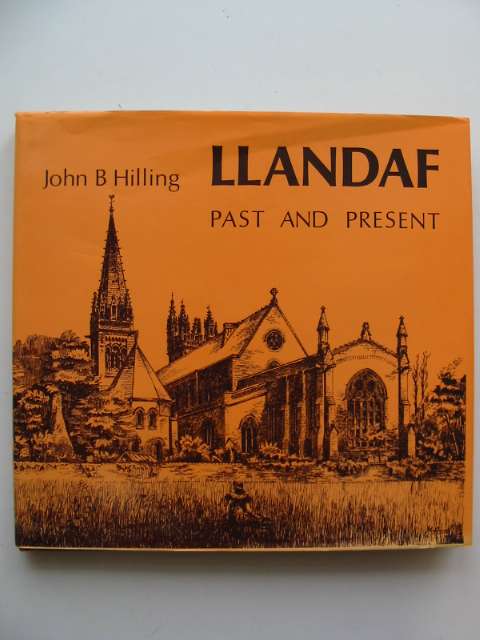 John B Hilling LLANDAF
PAST AND PRESENT